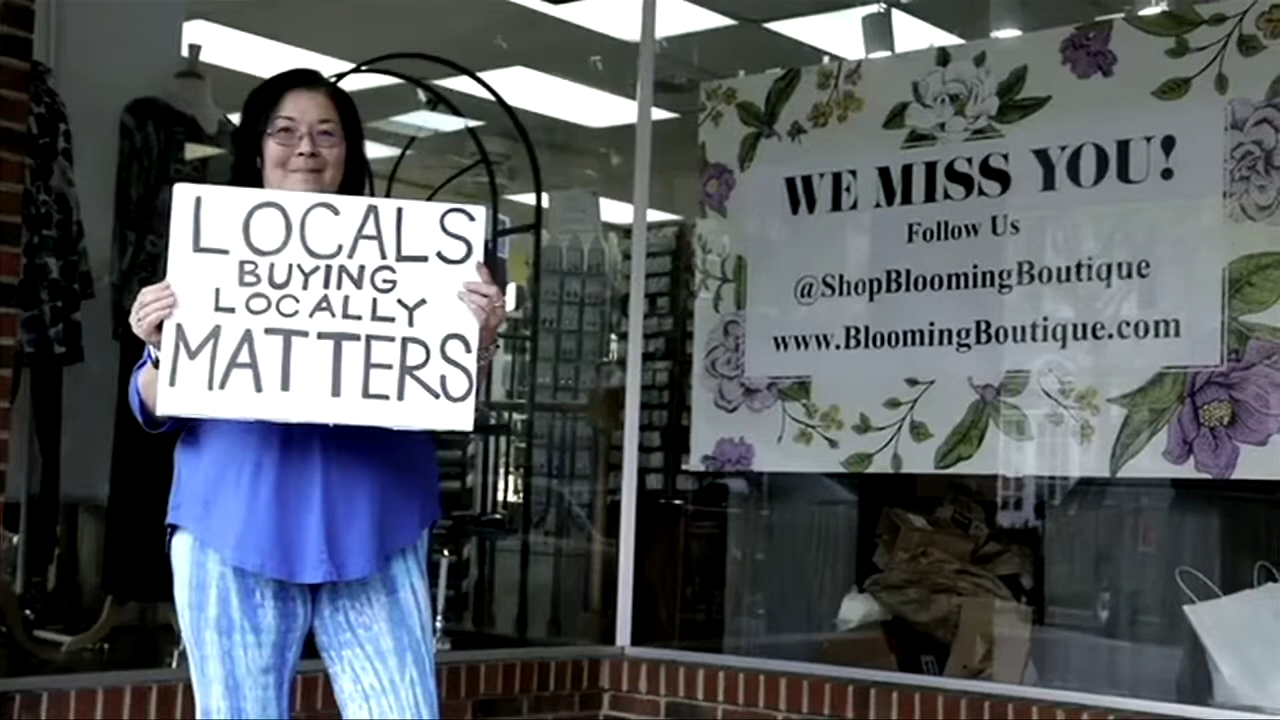 LOCALS
BUYING
LOCALLY
MATTERS
WE MISS YOU!
Follow Us
@ShopBloomingBoutique
www.BloomingBoutique.com